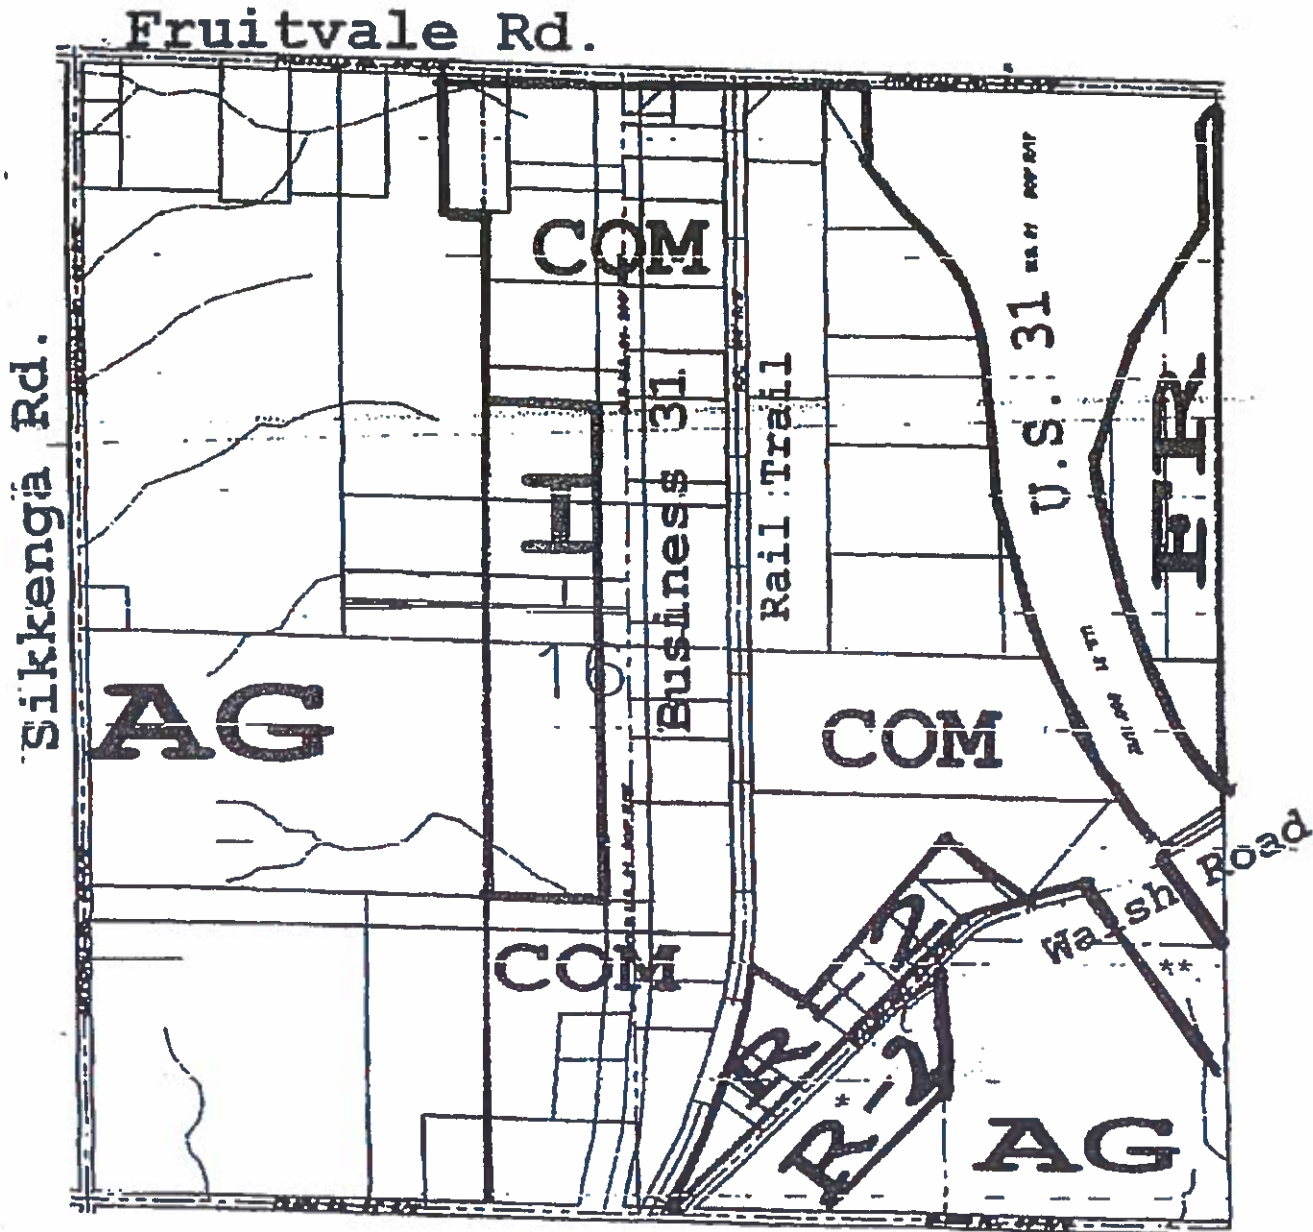 Fruitvale Rd.
Sikkenga Rd.
COM
U.S. 31
Business 31
Rail Trail
I
16
AG
COM
COM
R-2
R-2
*
Walsh Road
**
AG